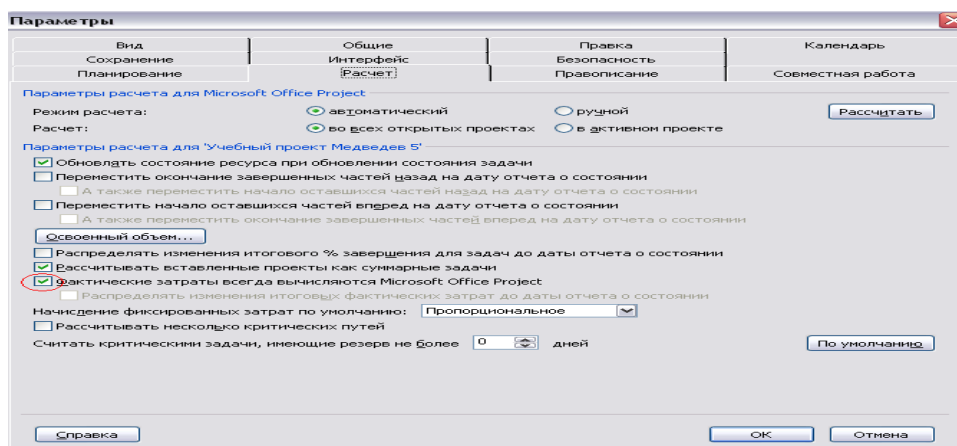 Параметры
Вид Общие Правка Календарь
Сохранение Интерфейс Безопасность
Планирование Расчет Правописание Совместная работа
Параметры расчета для Microsoft Office Project
Режим расчета: автоматический ручной Рассчитать
Расчет: во всех открытых проектах в активном проекте
Параметры расчета для 'Учебный проект Медведев 5'
Обновлять состояние ресурса при обновлении состояния задачи
Переместить окончание завершенных частей назад на дату отчета о состоянии
А также переместить начало оставшихся частей назад на дату отчета о состоянии
Переместить начало оставшихся частей вперед на дату отчета о состоянии
А также переместить окончание завершенных частей вперед на дату отчета о состоянии
Освоенный объем...
Распределять изменения итогового % завершения для задач до даты отчета о состоянии
Рассчитывать вставленные проекты как суммарные задачи
Фактические затраты всегда вычисляются Microsoft Office Project
Распределять изменения итоговых фактических затрат до даты отчета о состоянии
Начисление фиксированных затрат по умолчанию: Пропорциональное
Рассчитывать несколько критических путей
Считать критическими задачи, имеющие резерв не более 0 дней По умолчанию
Справка ОК Отмена